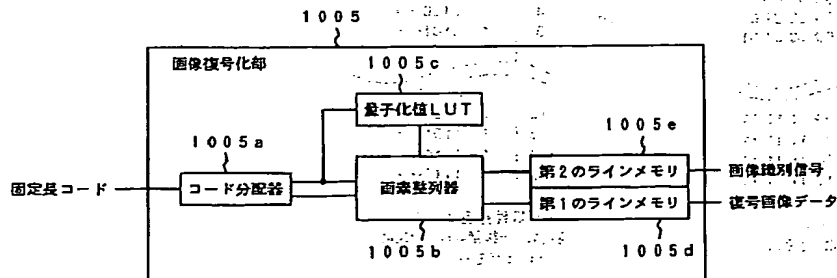 1005
画像復号化部
1005c
量子化値LUT
1005a
1005e
固定長コード
コード分配器
画素整列器
第2のラインメモリ
画像識別信号
第1のラインメモリ
復号画像データ
1005b
1005d